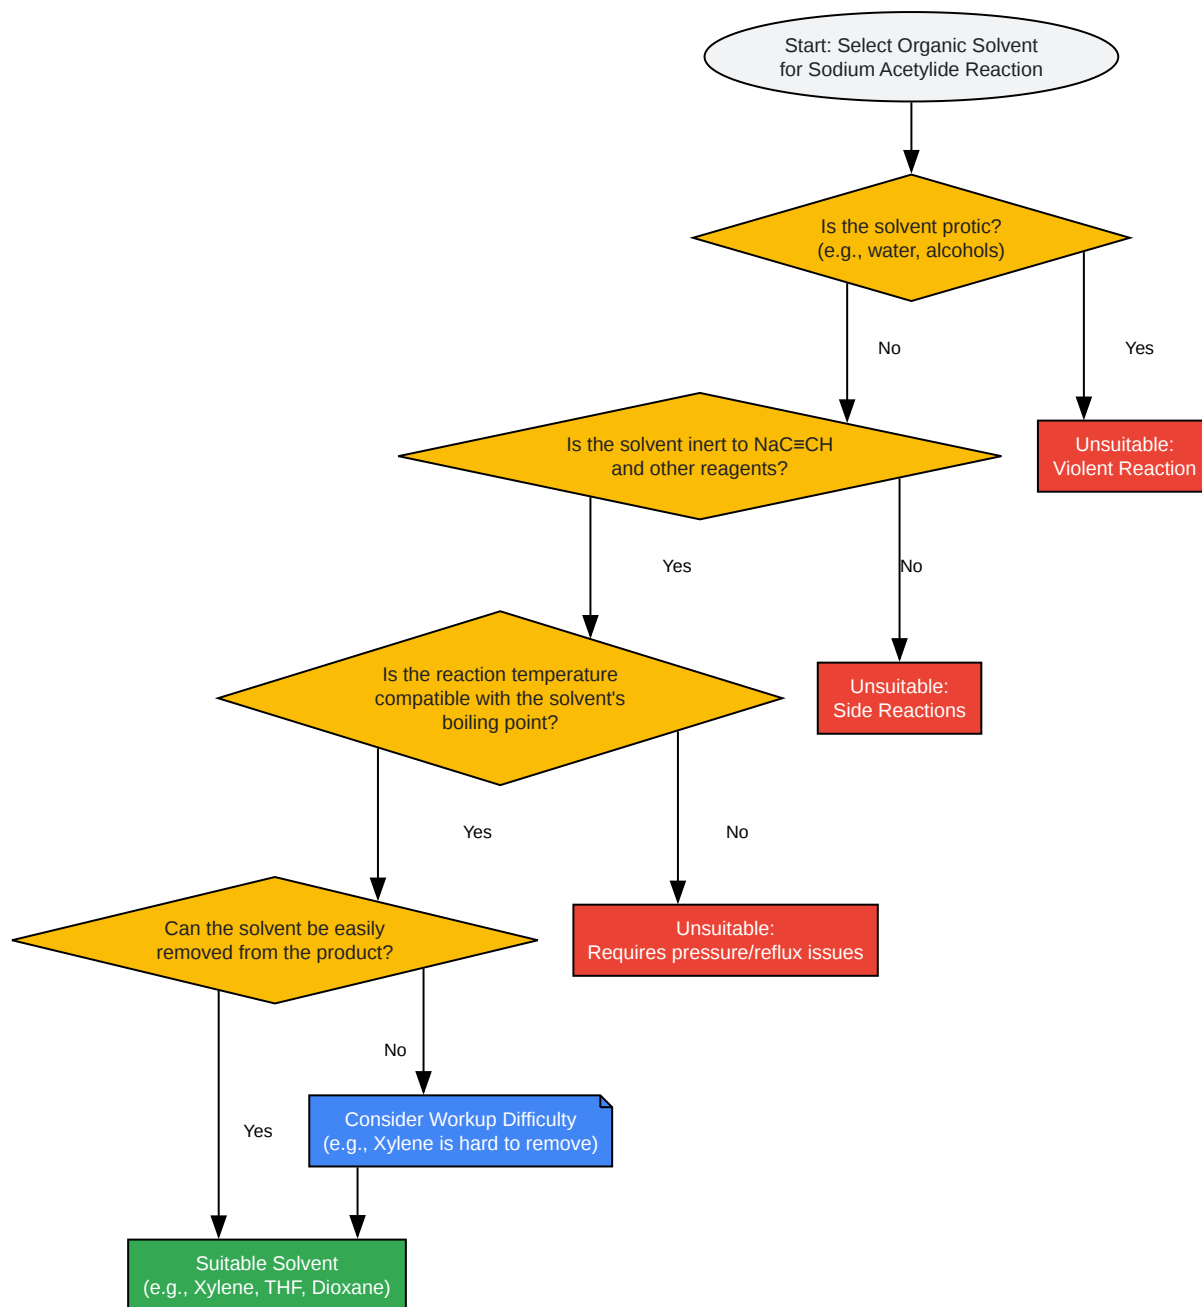 Start: Select Organic Solvent
for Sodium Acetylide Reaction
Is the solvent protic?
(e.g., water, alcohols)
No
Yes
Is the solvent inert to NaC≡CH
and other reagents?
Unsuitable:
Violent Reaction
Yes
No
Is the reaction temperature
compatible with the solvent's
boiling point?
Unsuitable:
Side Reactions
Yes
No
Can the solvent be easily
removed from the product?
Unsuitable:
Requires pressure/reflux issues
No
Yes
Consider Workup Difficulty
(e.g., Xylene is hard to remove)
Suitable Solvent
(e.g., Xylene, THF, Dioxane)